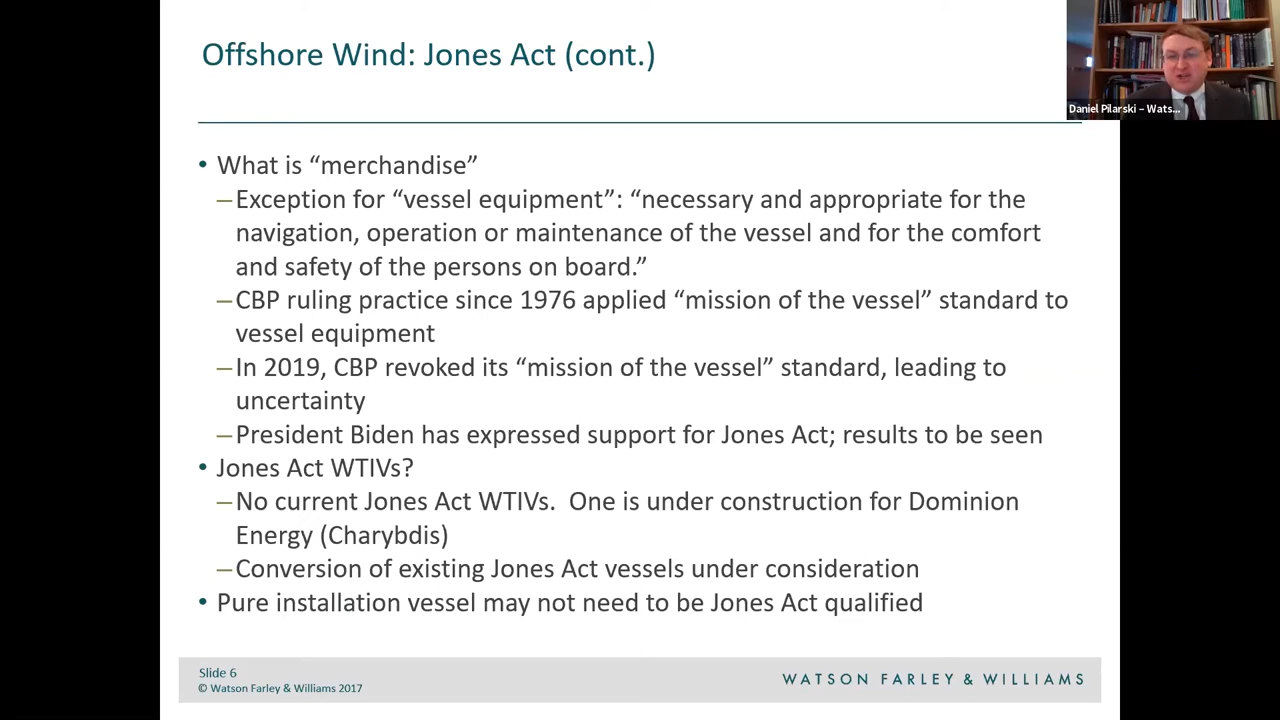 Offshore Wind: Jones Act (cont.)
Daniel Pilarski – Wats...
• What is “merchandise”
–Exception for “vessel equipment”: “necessary and appropriate for the
navigation, operation or maintenance of the vessel and for the comfort
and safety of the persons on board.”
–CBP ruling practice since 1976 applied “mission of the vessel” standard to
vessel equipment
–In 2019, CBP revoked its “mission of the vessel” standard, leading to
uncertainty
–President Biden has expressed support for Jones Act; results to be seen
• Jones Act WTIVs?
–No current Jones Act WTIVs.  One is under construction for Dominion
Energy (Charybdis)
–Conversion of existing Jones Act vessels under consideration
• Pure installation vessel may not need to be Jones Act qualified
Slide 6
© Watson Farley & Williams 2017
WATSON FARLEY & WILLIAMS